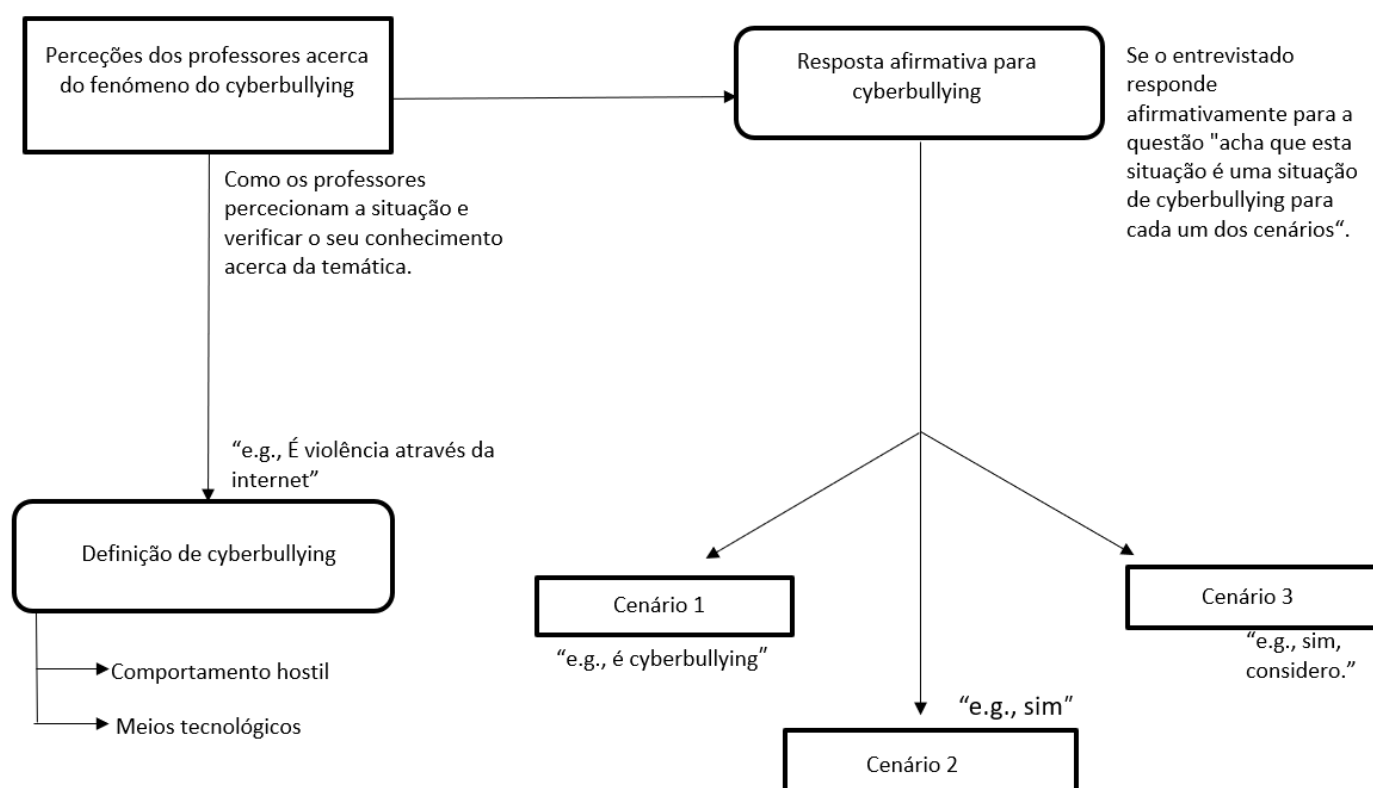 Perceções dos professores acerca
do fenómeno do cyberbullying
Resposta afirmativa para
cyberbullying
Se o entrevistado
responde
afirmativamente para a
questão "acha que esta
situação é uma situação
de cyberbullying para
cada um dos cenários“.
Como os professores
percecionam a situação e
verificar o seu conhecimento
acerca da temática.
“e.g., É violência através da
internet”
Definição de cyberbullying
Comportamento hostil
Meios tecnológicos
Cenário 1
“e.g., é cyberbullying”
“e.g., sim”
Cenário 2
Cenário 3
“e.g., sim,
considero.”